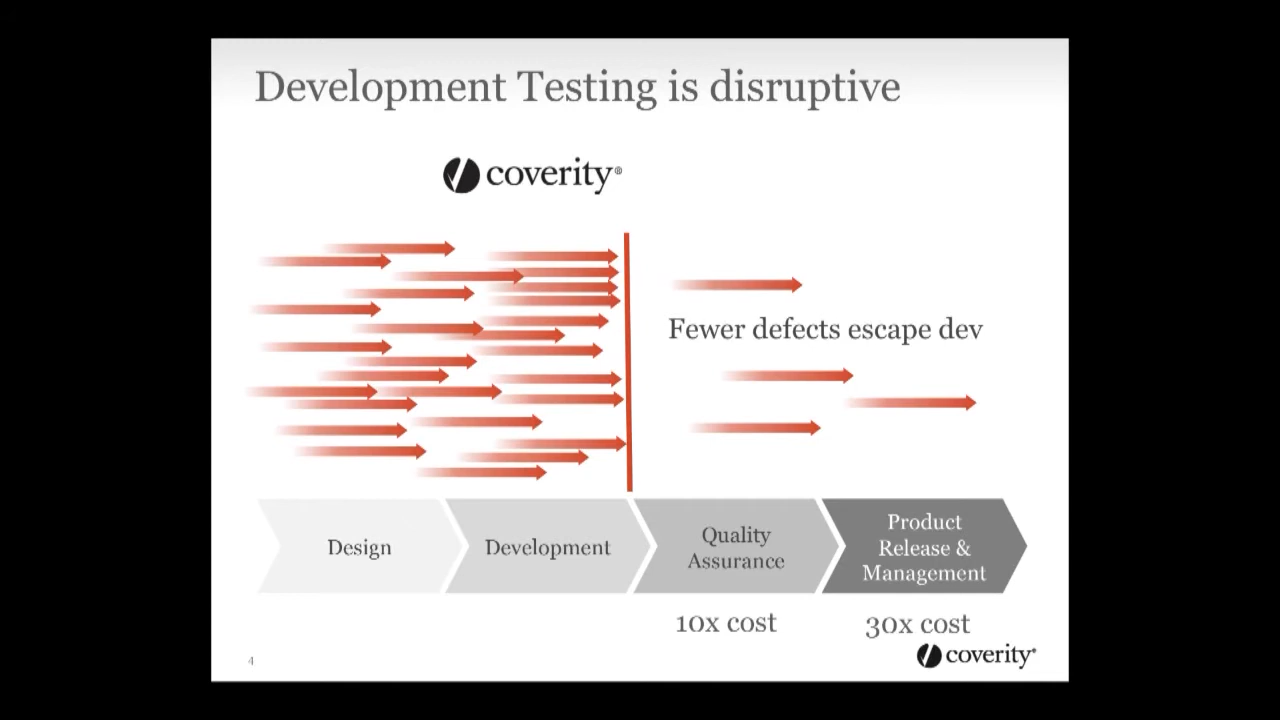 Development Testing is disruptive
coverity®
Fewer defects escape dev
Design
Development
Quality
Assurance
Product
Release &
Management
10x cost
30x cost
4
coverity®